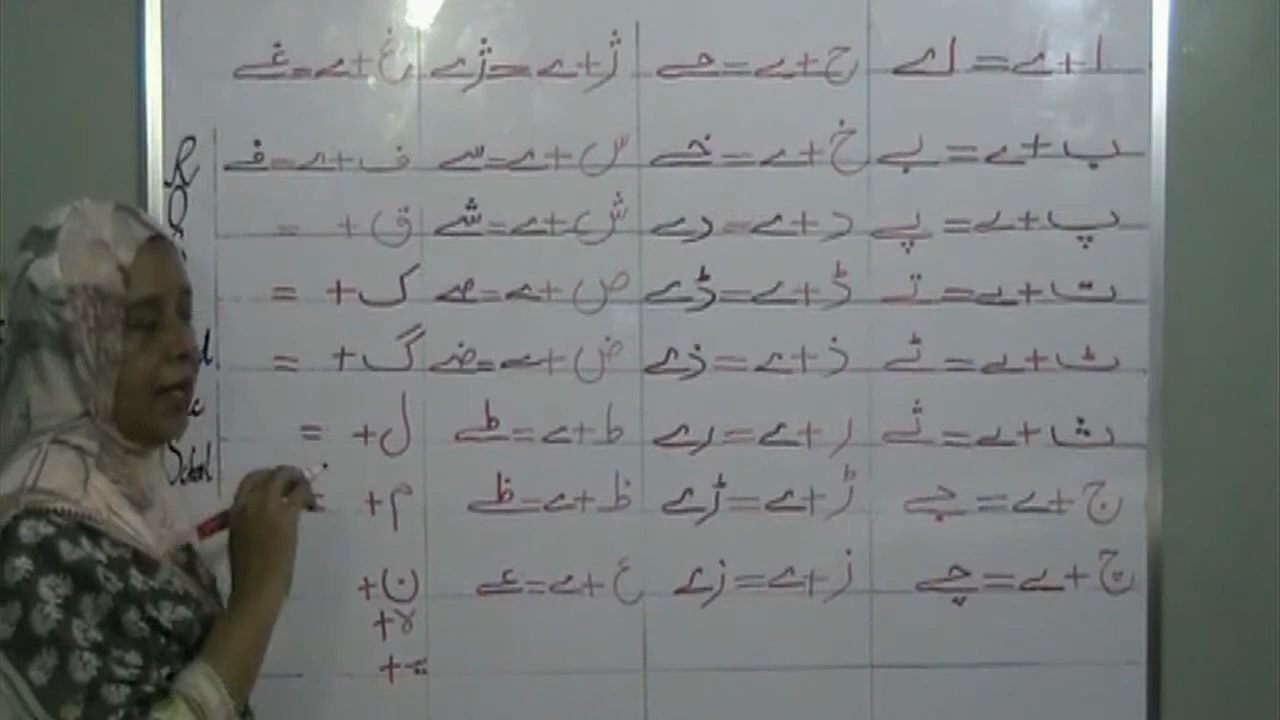 ا + ے = اے
ب + ے = بے
پ + ے = پے
ت + ے = تے
ٹ + ے = ٹے
ث + ے = ثے
ج + ے = جے
چ + ے = چے
ح + ے = حے
خ + ے = خے
د + ے = دے
ڈ + ے = ڈے
ذ + ے = ذے
ر + ے = رے
ڑ + ے = ڑے
ز + ے = زے
ژ + ے = ژے
س + ے = سے
ش + ے = شے
ص + ے = صے
ض + ے = ضے
ط + ے = طے
ظ + ے = ظے
ع + ے = عے
غ + ے = غے
ف + ے = فے
ق + =
ک + =
گ + =
ل + =
م + =
ن +
R